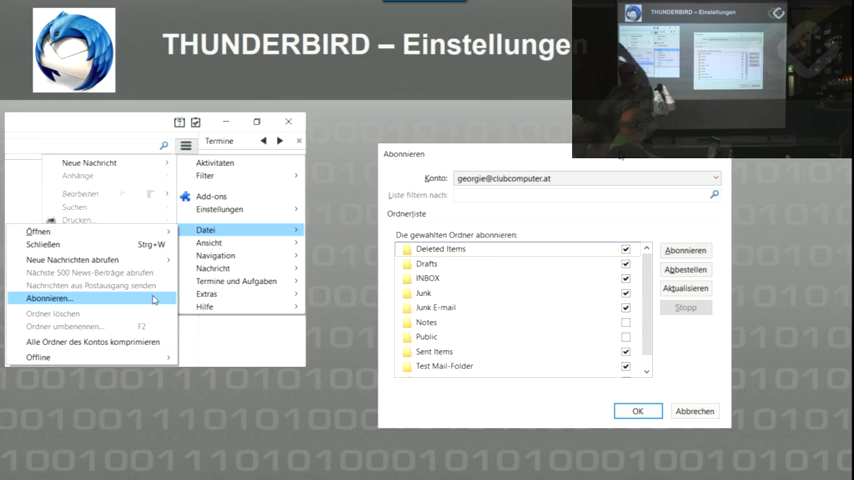 THUNDERBIRD – Einstellungen
THUNDERBIRD – Einstellungen
Termine
Neue Nachricht
Anhänge
Bearbeiten
Suchen
Drucken...
Aktivitäten
Filter
Add-ons
Einstellungen
Datei
Ansicht
Navigation
Nachricht
Termine und Aufgaben
Extras
Hilfe
Öffnen
Schließen Strg+W
Neue Nachrichten abrufen
Nächste 500 News-Beiträge abrufen
Nachrichten aus Postausgang senden
Abonnieren...
Ordner löschen
Ordner umbenennen... F2
Alle Ordner des Kontos komprimieren
Offline
Abonnieren
Konto: georgie@clubcomputer.at
Liste filtern nach:
Ordnerliste
Die gewählten Ordner abonnieren:
Deleted Items
Drafts
INBOX
Junk
Junk E-mail
Notes
Public
Sent Items
Test Mail-Folder
Abonnieren
Abbestellen
Aktualisieren
Stopp
OK
Abbrechen